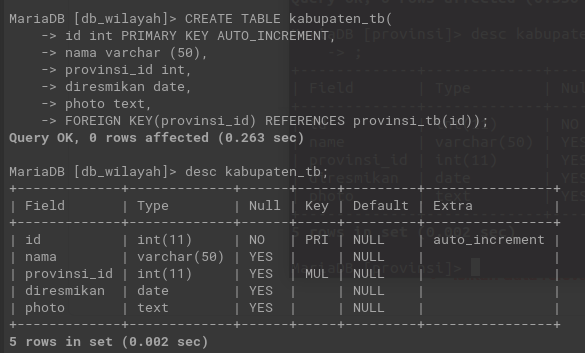 MariaDB [db_wilayah]> CREATE TABLE kabupaten_tb(
    -> id int PRIMARY KEY AUTO_INCREMENT,
    -> nama varchar (50),
    -> provinsi_id int,
    -> diresmikan date,
    -> photo text,
    -> FOREIGN KEY(provinsi_id) REFERENCES provinsi_tb(id));
Query OK, 0 rows affected (0.263 sec)
MariaDB [db_wilayah]> desc kabupaten_tb;
+-------------+-------------+------+-----+---------+----------------+
| Field       | Type        | Null | Key | Default | Extra          |
+-------------+-------------+------+-----+---------+----------------+
| id          | int(11)     | NO   | PRI | NULL    | auto_increment |
| nama        | varchar(50) | YES  |     | NULL    |                |
| provinsi_id | int(11)     | YES  | MUL | NULL    |                |
| diresmikan  | date        | YES  |     | NULL    |                |
| photo       | text        | YES  |     | NULL    |                |
+-------------+-------------+------+-----+---------+----------------+
5 rows in set (0.002 sec)